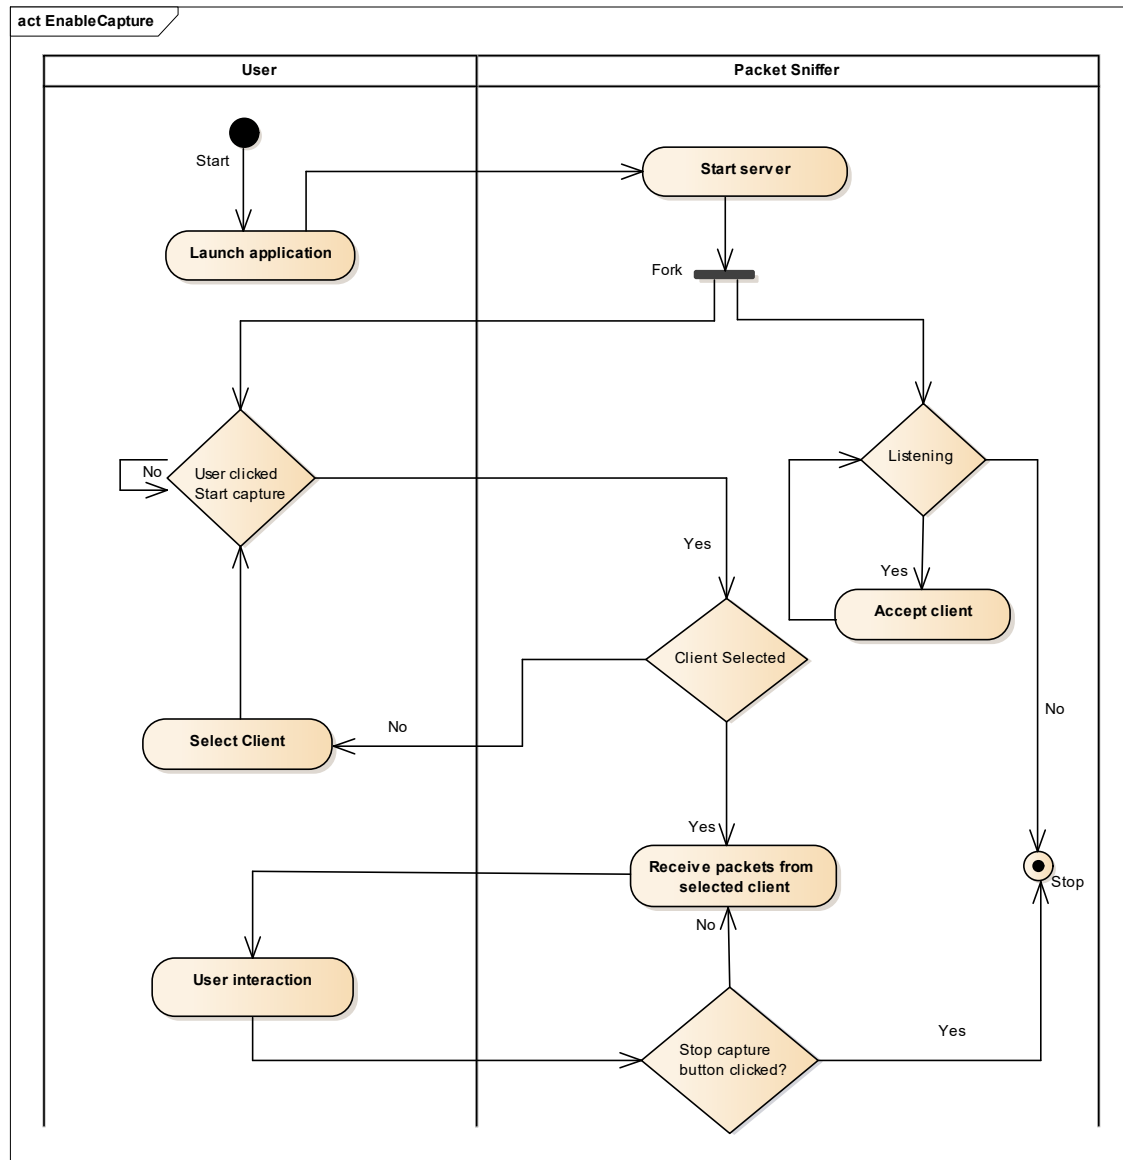 act EnableCapture
User
Packet Sniffer
Start
Start server
Launch application
Fork
No
User clicked
Start capture
Listening
Yes
Yes
Accept client
Client Selected
No
No
Select Client
Yes
Receive packets from
selected client
Stop
No
User interaction
Yes
Stop capture
button clicked?